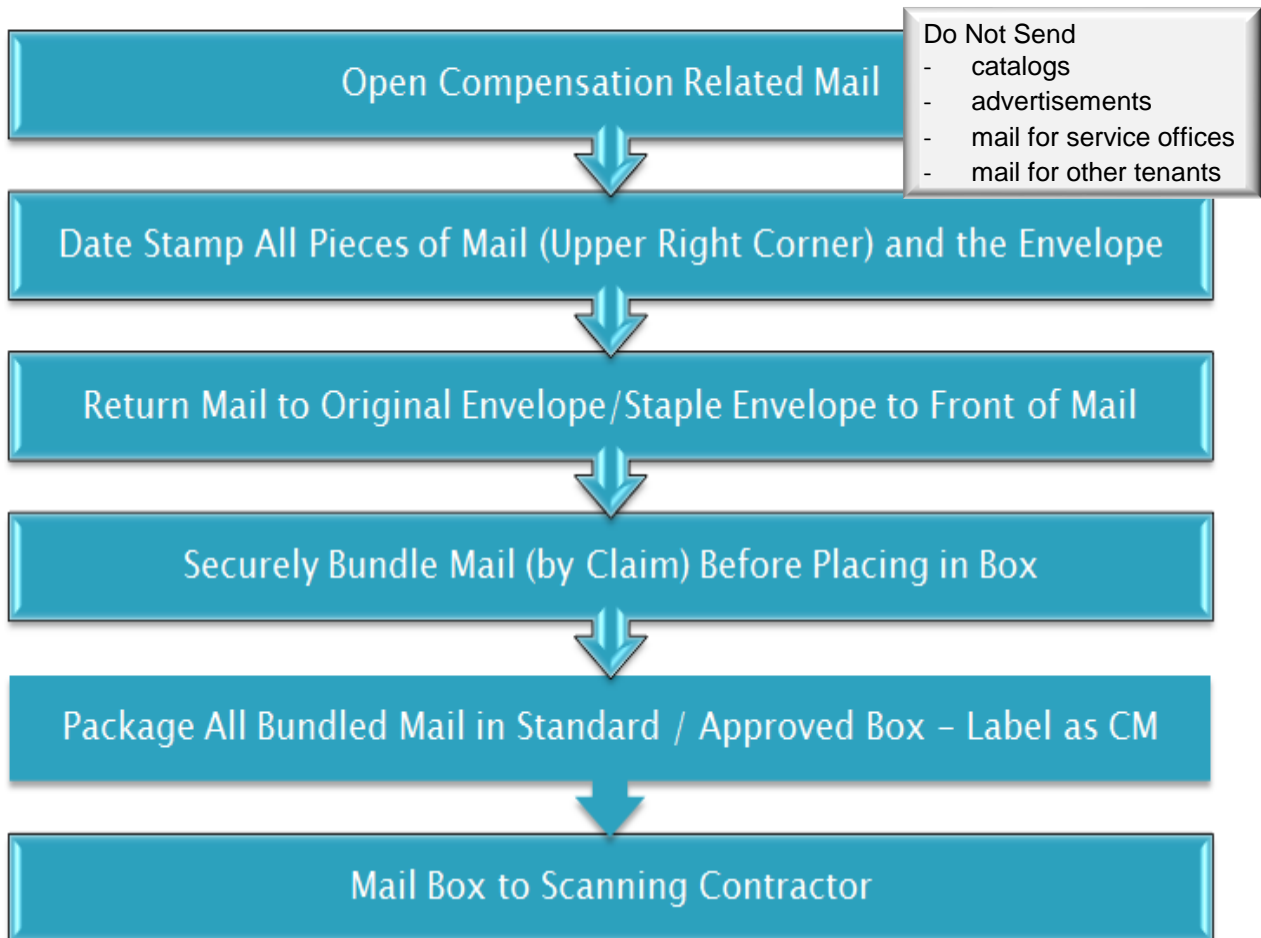 Open Compensation Related Mail
Do Not Send
- catalogs
- advertisements
- mail for service offices
- mail for other tenants
Date Stamp All Pieces of Mail (Upper Right Corner) and the Envelope
Return Mail to Original Envelope/Staple Envelope to Front of Mail
Securely Bundle Mail (by Claim) Before Placing in Box
Package All Bundled Mail in Standard / Approved Box – Label as CM
Mail Box to Scanning Contractor